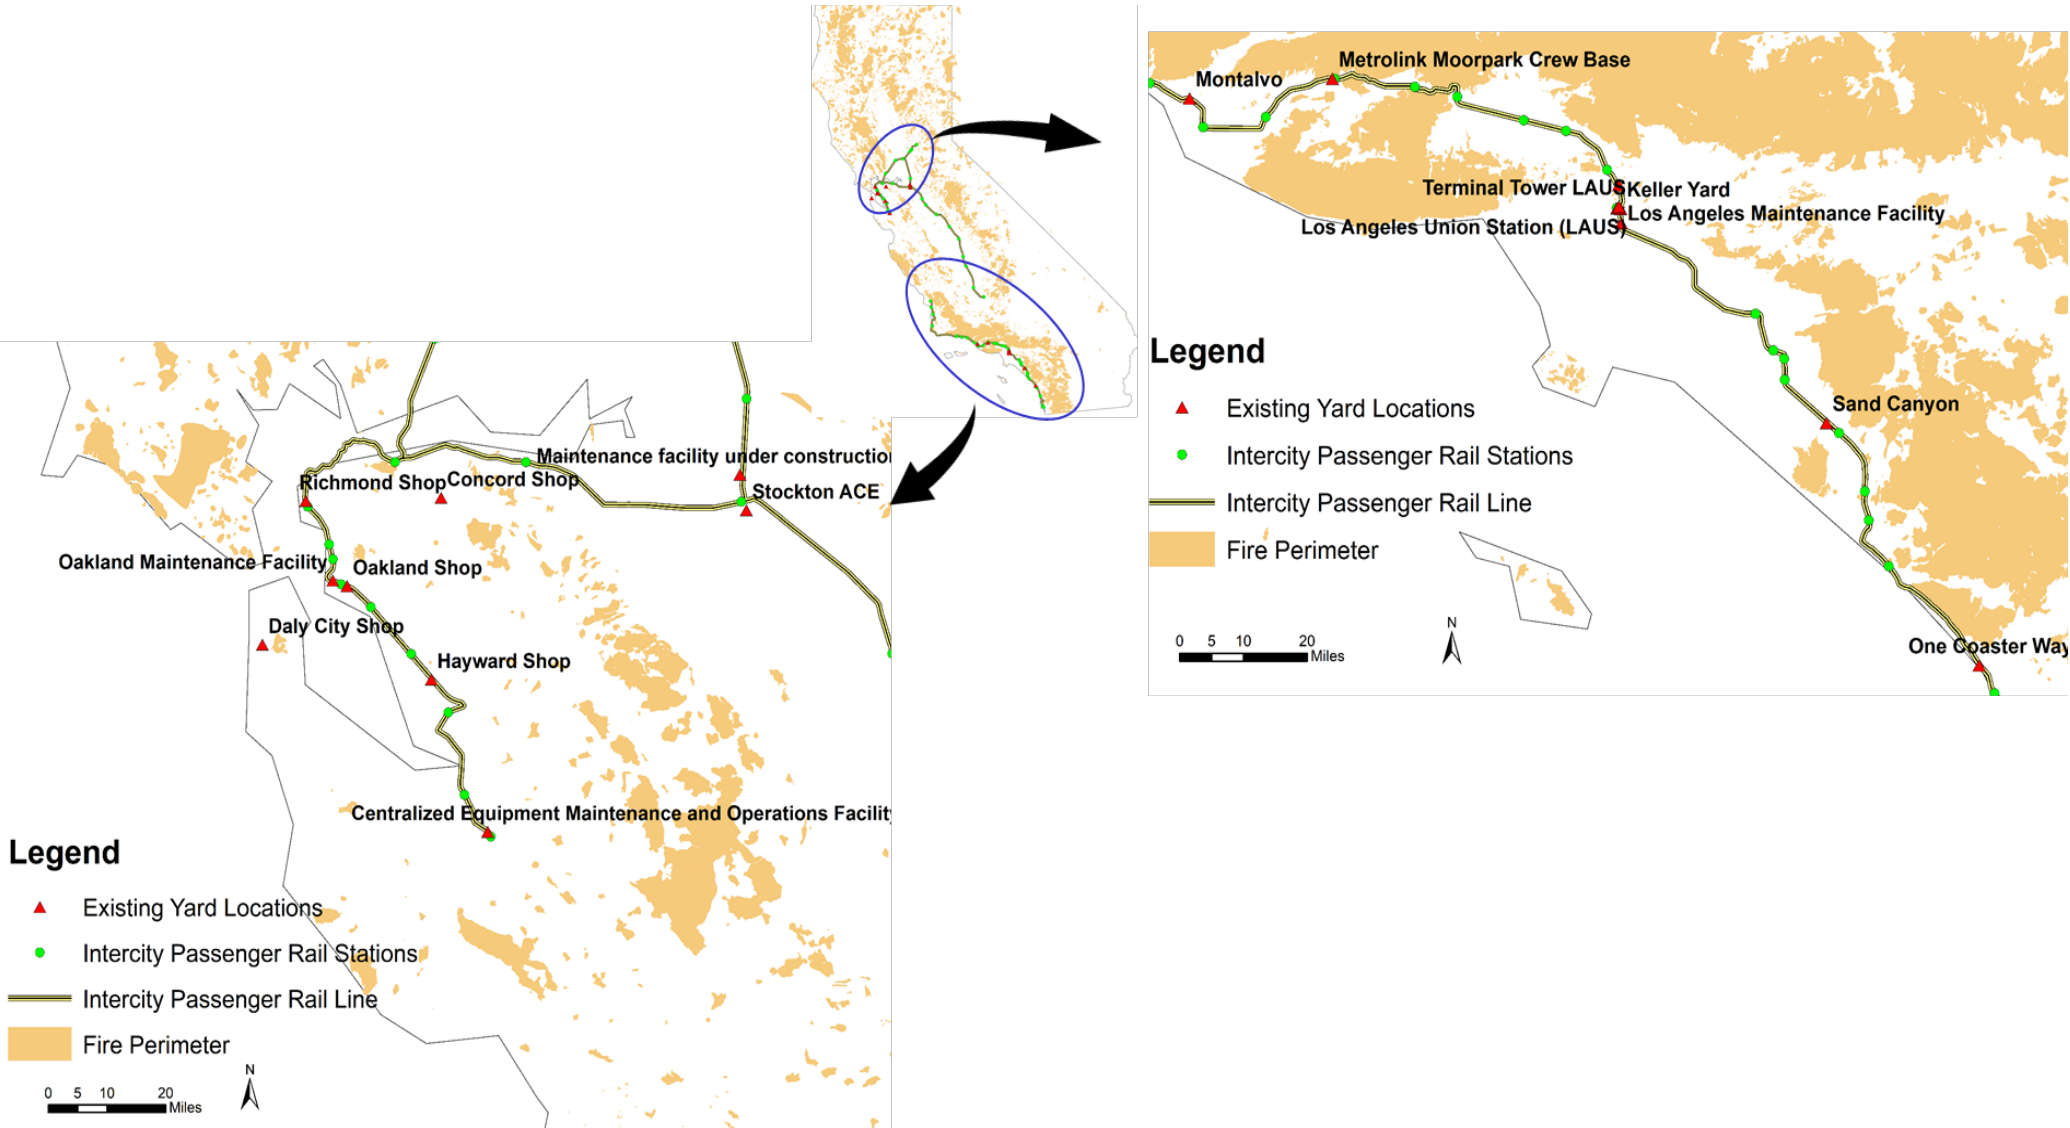 Metrolink Moorpark Crew Base
Montalvo
Terminal Tower LAUS
Keller Yard
Los Angeles Maintenance Facility
Los Angeles Union Station (LAUS)
Sand Canyon
One Coaster Way
Legend
Existing Yard Locations
Intercity Passenger Rail Stations
Intercity Passenger Rail Line
Fire Perimeter
0 5 10 20
Miles
N
Maintenance facility under constructio
Richmond Shop
Concord Shop
Stockton ACE
Oakland Maintenance Facility
Oakland Shop
Daly City Shop
Hayward Shop
Centralized Equipment Maintenance and Operations Facility
Legend
Existing Yard Locations
Intercity Passenger Rail Stations
Intercity Passenger Rail Line
Fire Perimeter
0 5 10 20
Miles
N